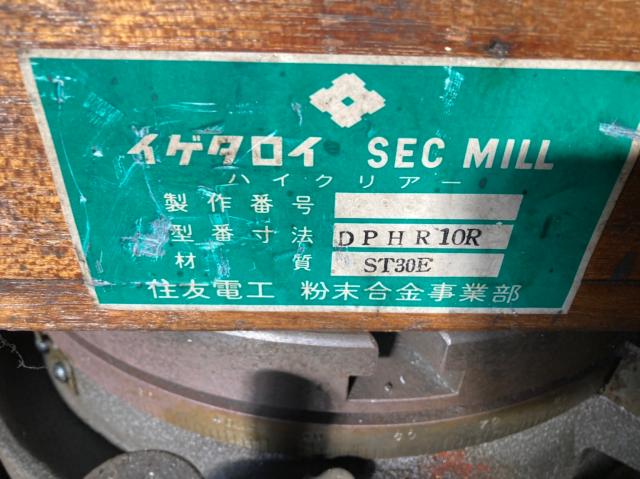 イゲタロイ SEC MILL
ハイクリアー
製作番号
型番寸法 DPHR10R
材質 ST30E
住友電工 粉末合金事業部